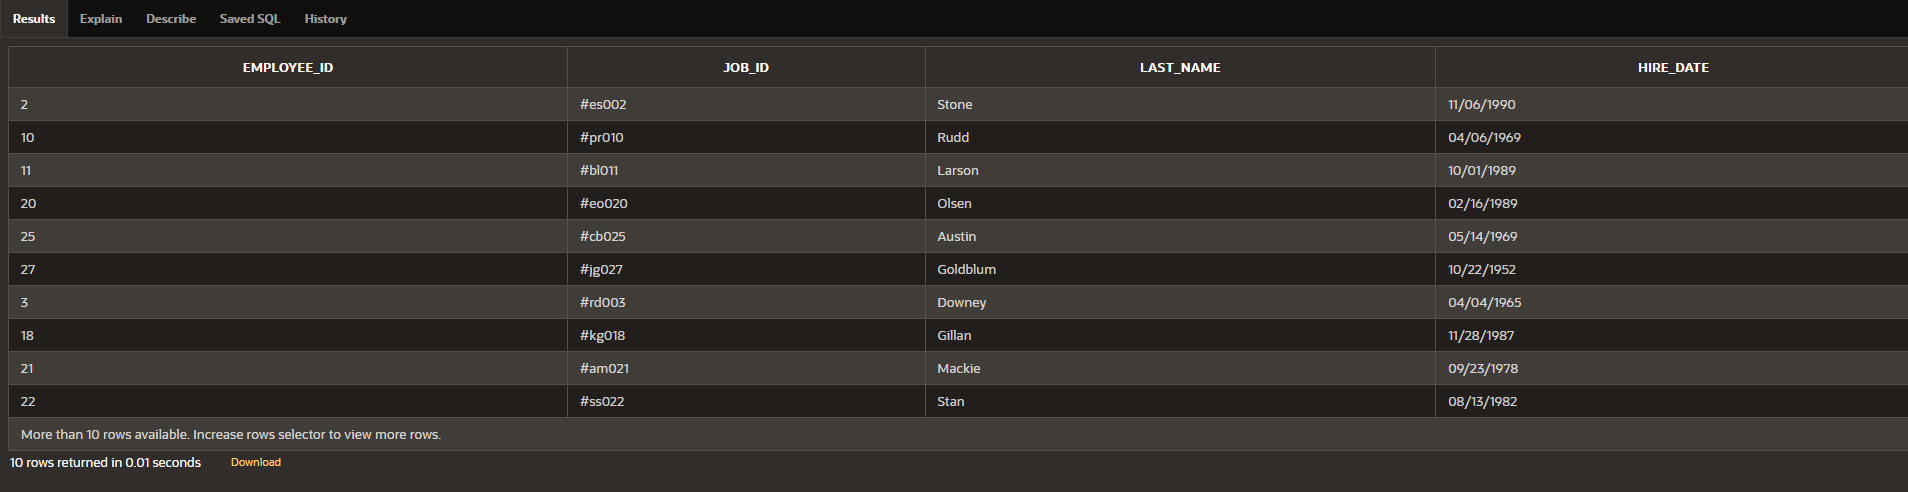 Results Explain Describe Saved SQL History
EMPLOYEE_ID JOB_ID LAST_NAME HIRE_DATE
2 #es002 Stone 11/06/1990
10 #pr010 Rudd 04/06/1969
11 #bl011 Larson 10/01/1989
20 #eo020 Olsen 02/16/1989
25 #cb025 Austin 05/14/1969
27 #jg027 Goldblum 10/22/1952
3 #rd003 Downey 04/04/1965
18 #kg018 Gillan 11/28/1987
21 #am021 Mackie 09/23/1978
22 #ss022 Stan 08/13/1982
More than 10 rows available. Increase rows selector to view more rows.
10 rows returned in 0.01 seconds Download